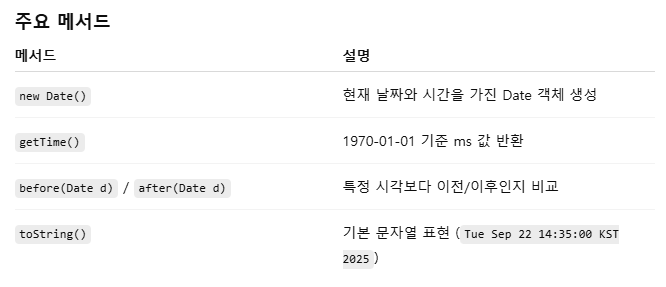 주요 메서드
메서드 설명
new Date() 현재 날짜와 시간을 가진 Date 객체 생성
getTime() 1970-01-01 기준 ms 값 반환
before(Date d) / after(Date d) 특정 시각보다 이전/이후인지 비교
toString() 기본 문자열 표현 (Tue Sep 22 14:35:00 KST
2025)